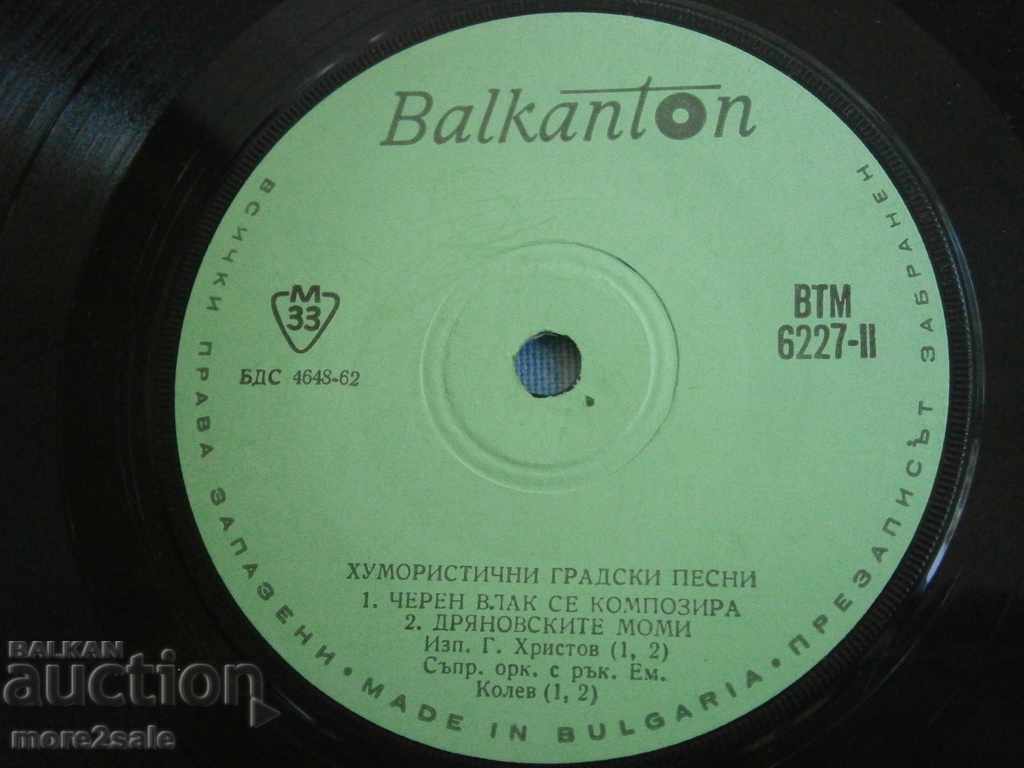 Balkanton
ВСИЧКИ ПРАВА ЗАПАЗЕНИ • MADE IN BULGARIA • ПРЕЗАПИСЪТ ЗАБРАНЕН
М
33
БДС 4648-62
ВТМ
6227-II
ХУМОРИСТИЧНИ ГРАДСКИ ПЕСНИ
1. ЧЕРЕН ВЛАК СЕ КОМПОЗИРА
2. ДРЯНОВСКИТЕ МОМИ
Изп. Г. Христов (1, 2)
Съпр. орк. с рък. Ем.
Колев (1, 2)
BALKAN
auction
more2sale